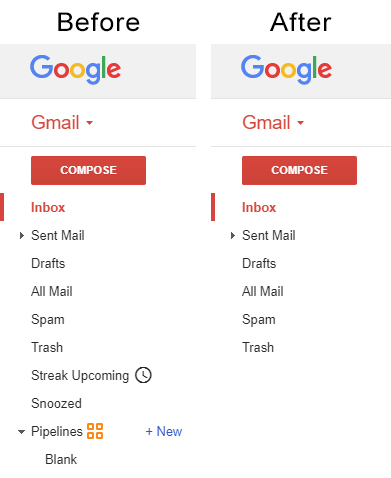 Before
Google
Gmail
COMPOSE
Inbox
Sent Mail
Drafts
All Mail
Spam
Trash
Streak Upcoming
Snoozed
Pipelines + New
Blank
After
Google
Gmail
COMPOSE
Inbox
Sent Mail
Drafts
All Mail
Spam
Trash